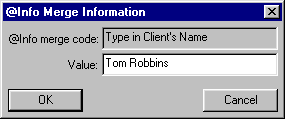 @Info Merge Information
@Info merge code: Type in Client's Name
Value: Tom Robbins
OK Cancel